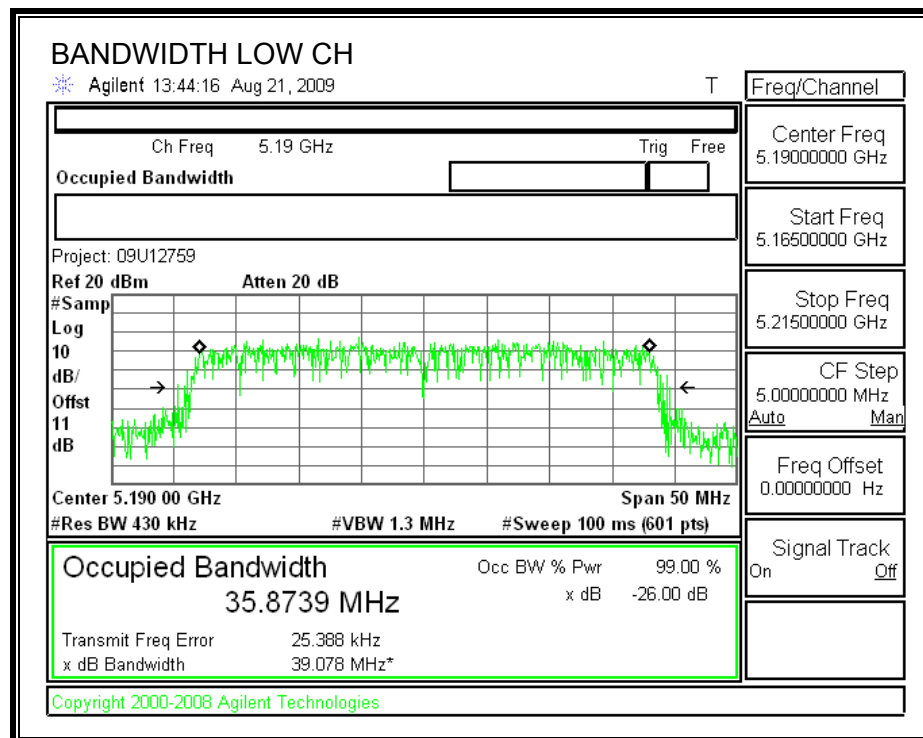 BANDWIDTH LOW CH
Agilent 13:44:16 Aug 21, 2009 T
Freq/Channel
Ch Freq 5.19 GHz Trig Free
Occupied Bandwidth
Center Freq
5.19000000 GHz
Start Freq
5.16500000 GHz
Stop Freq
5.21500000 GHz
CF Step
5.00000000 MHz
Auto Man
Freq Offset
0.00000000 Hz
Signal Track
On Off
Project: 09U12759
Ref 20 dBm Atten 20 dB
#Samp
Log
10
dB/
Offst
11
dB
Center 5.190 00 GHz Span 50 MHz
#Res BW 430 kHz #VBW 1.3 MHz #Sweep 100 ms (601 pts)
Occupied Bandwidth Occ BW % Pwr 99.00 %
35.8739 MHz x dB -26.00 dB
Transmit Freq Error 25.388 kHz
x dB Bandwidth 39.078 MHz*
Copyright 2000-2008 Agilent Technologies